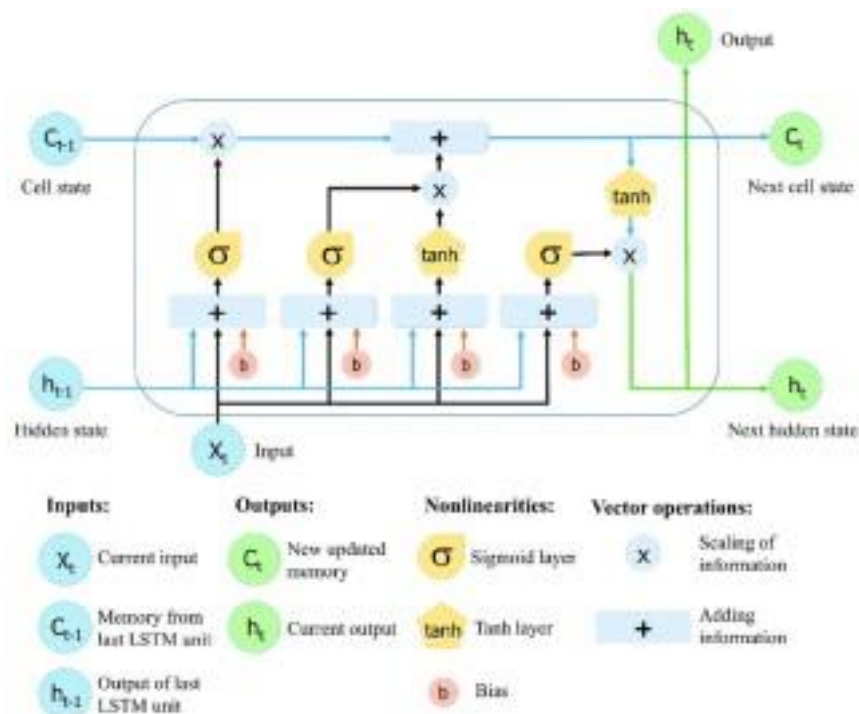 hₜ Output
Cₜ₋₁ x + Cₜ
Cell state x tanh Next cell state
σ σ tanh σ x
+ + + +
b b b b
hₜ₋₁ hₜ
Hidden state Next hidden state
Xₜ Input
Inputs: Outputs: Nonlinearities: Vector operations:
Xₜ Current input
Cₜ₋₁ Memory from
last LSTM unit
hₜ₋₁ Output of last
LSTM unit
Cₜ New updated
memory
hₜ Current output
σ Sigmoid layer
tanh Tanh layer
b Bias
x Scaling of
information
+ Adding
information